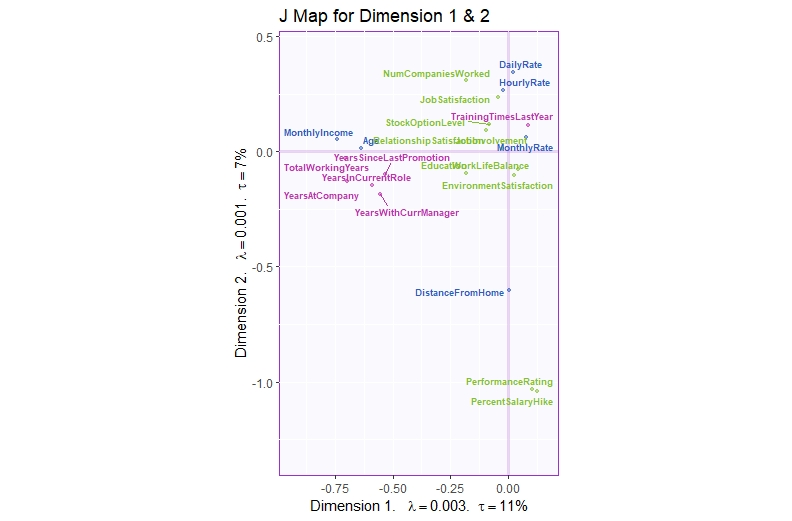 J Map for Dimension 1 & 2
0.5
DailyRate
NumCompaniesWorked
HourlyRate
JobSatisfaction
TrainingTimesLastYear
StockOptionLevel
MonthlyIncome
Age
RelationshipSatisfaction
JobInvolvement
MonthlyRate
0.0
YearsSinceLastPromotion
TotalWorkingYears
Education
WorkLifeBalance
YearsInCurrentRole
EnvironmentSatisfaction
YearsAtCompany
YearsWithCurrManager
-0.5
DistanceFromHome
-1.0
PerformanceRating
PercentSalaryHike
-0.75 -0.50 -0.25 0.00
Dimension 1. λ = 0.003. τ = 11%
Dimension 2. λ = 0.001. τ = 7%